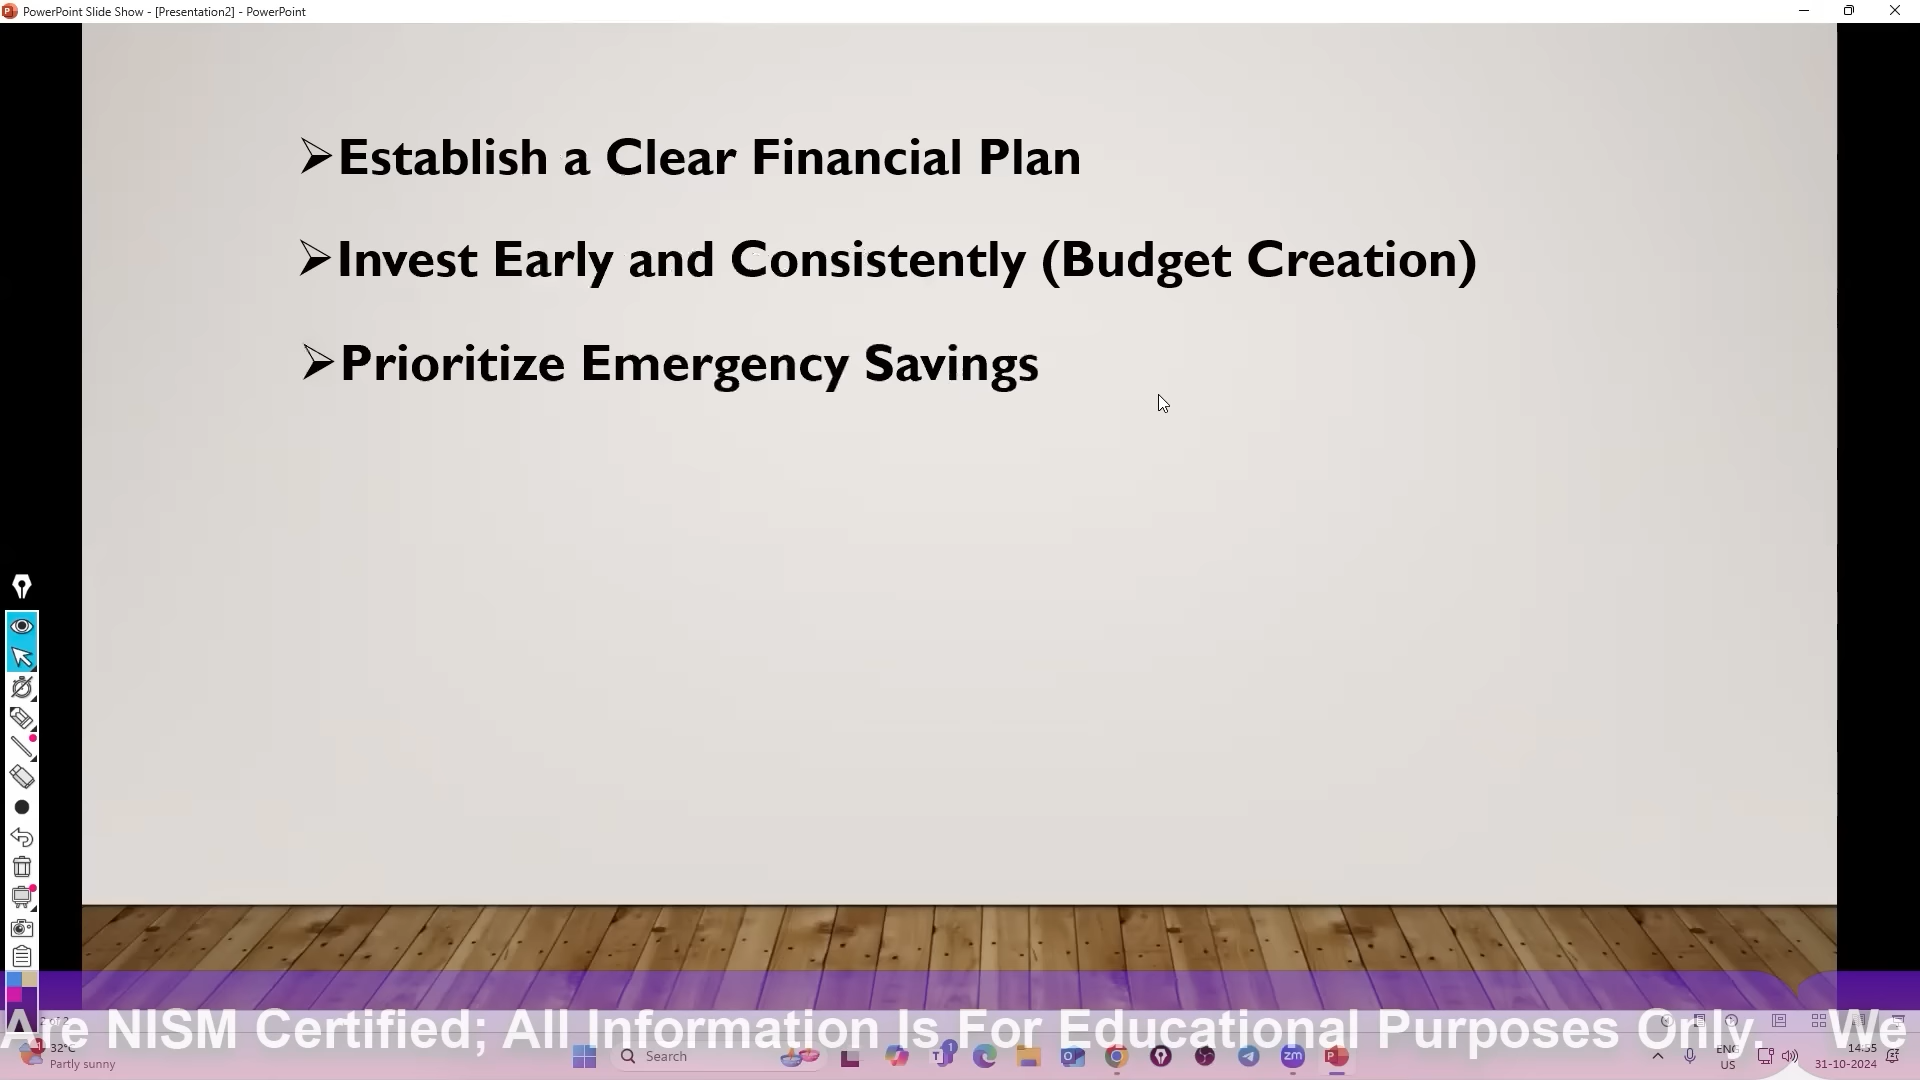 PowerPoint Slide Show - [Presentation2] - PowerPoint
➢Establish a Clear Financial Plan
➢Invest Early and Consistently (Budget Creation)
➢Prioritize Emergency Savings
Are NISM Certified; All Information Is For Educational Purposes Only. We
32°C
Partly sunny
Search
zm
ENG
US
14:55
31-10-2024